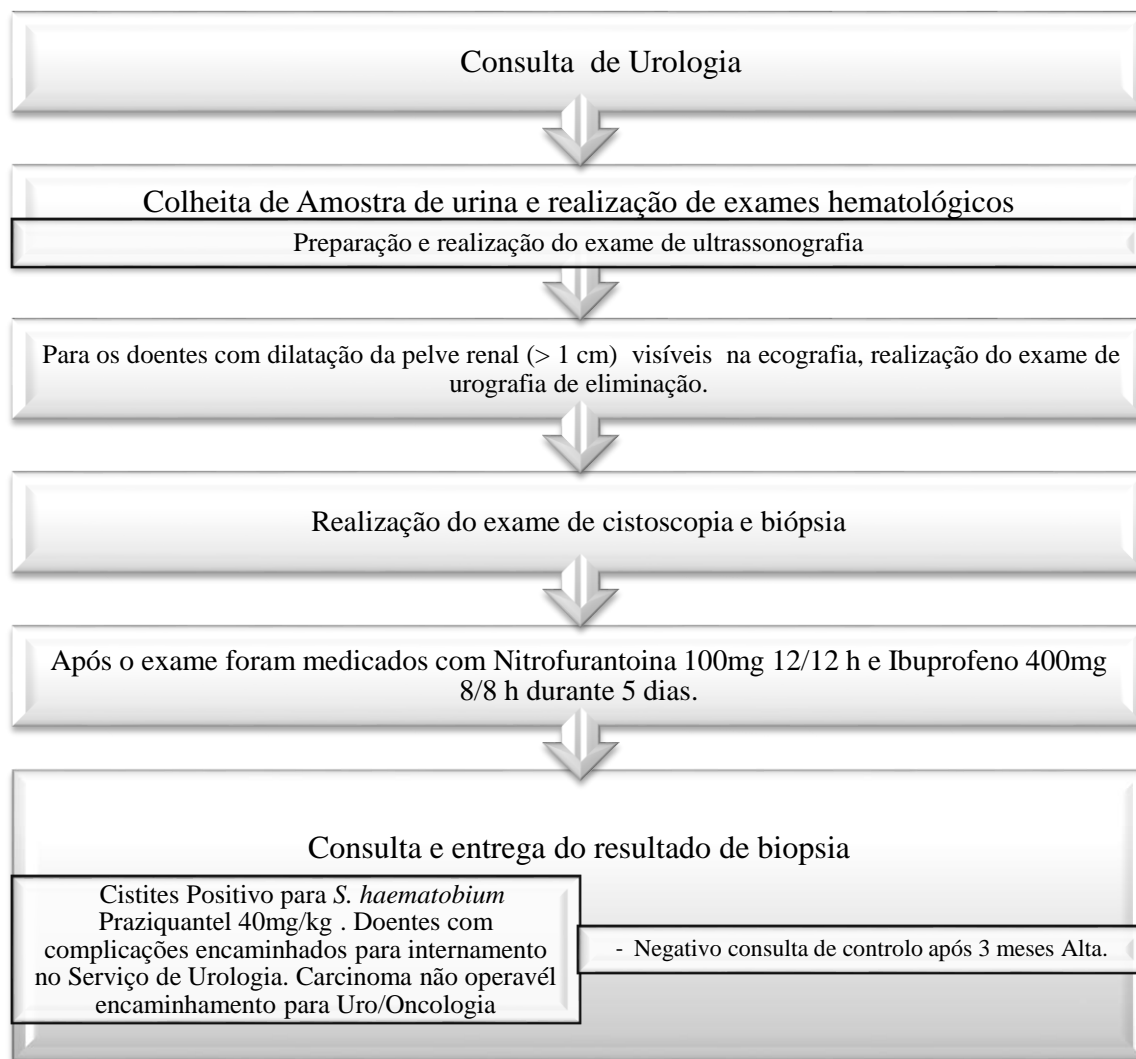 Consulta de Urologia
Colheita de Amostra de urina e realização de exames hematológicos
Preparação e realização do exame de ultrassonografia
Para os doentes com dilatação da pelve renal (> 1 cm) visíveis na ecografia, realização do exame de
urografia de eliminação.
Realização do exame de cistoscopia e biópsia
Após o exame foram medicados com Nitrofurantoina 100mg 12/12 h e Ibuprofeno 400mg
8/8 h durante 5 dias.
Consulta e entrega do resultado de biopsia
Cistites Positivo para S. haematobium
Praziquantel 40mg/kg . Doentes com
complicações encaminhados para internamento
no Serviço de Urologia. Carcinoma não operavél
encaminhamento para Uro/Oncologia
- Negativo consulta de controlo após 3 meses Alta.